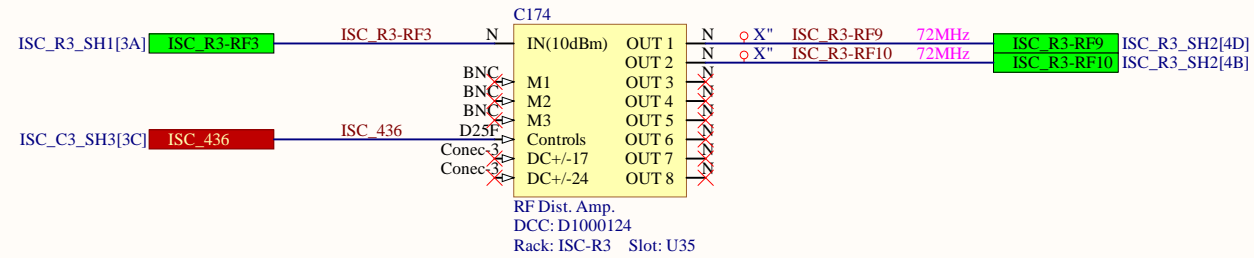 C174
ISC_R3_SH1[3A] ISC_R3-RF3 ISC_R3-RF3 N IN(10dBm) OUT 1 N X" ISC_R3-RF9 72MHz ISC_R3-RF9 ISC_R3_SH2[4D]
OUT 2 N X" ISC_R3-RF10 72MHz ISC_R3-RF10 ISC_R3_SH2[4B]
BNC M1 OUT 3 N
BNC M2 OUT 4 N
BNC M3 OUT 5 N
ISC_C3_SH3[3C] ISC_436 ISC_436 D25F Controls OUT 6 N
Conec-3 DC+/-17 OUT 7 N
Conec-3 DC+/-24 OUT 8 N
RF Dist. Amp.
DCC: D1000124
Rack: ISC-R3 Slot: U35